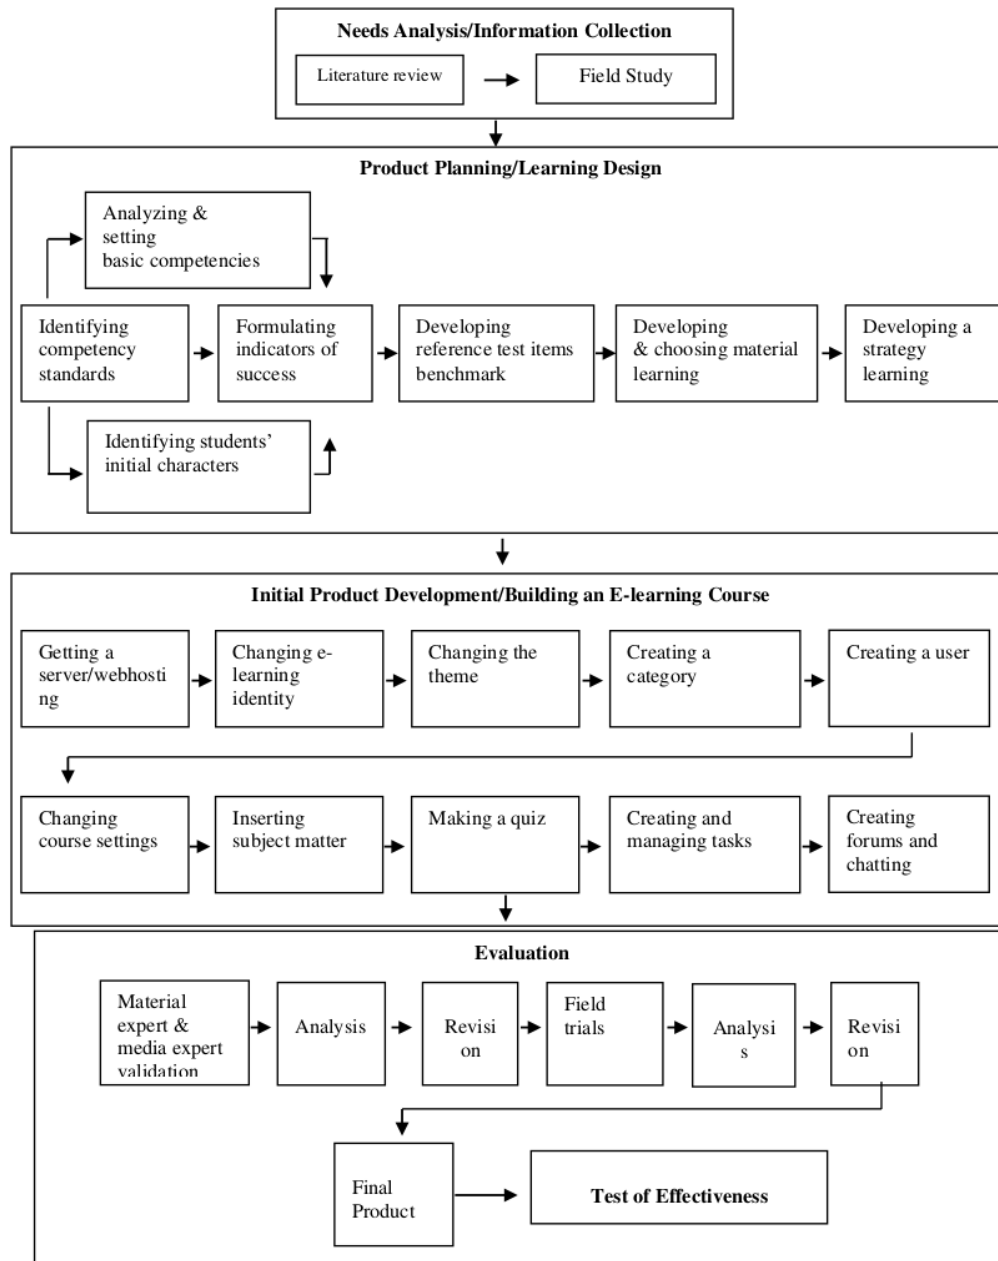 Needs Analysis/Information Collection
Literature review
Field Study
Product Planning/Learning Design
Analyzing &
setting
basic competencies
Identifying
competency
standards
Formulating
indicators of
success
Developing
reference test items
benchmark
Developing
& choosing material
learning
Developing a
strategy
learning
Identifying students’
initial characters
Initial Product Development/Building an E-learning Course
Getting a
server/webhosti
ng
Changing e-
learning
identity
Changing the
theme
Creating a
category
Creating a user
Changing
course settings
Inserting
subject matter
Making a quiz
Creating and
managing tasks
Creating
forums and
chatting
Evaluation
Material
expert &
media expert
validation
Analysis
Revisi
on
Field
trials
Analysi
s
Revisi
on
Final
Product
Test of Effectiveness